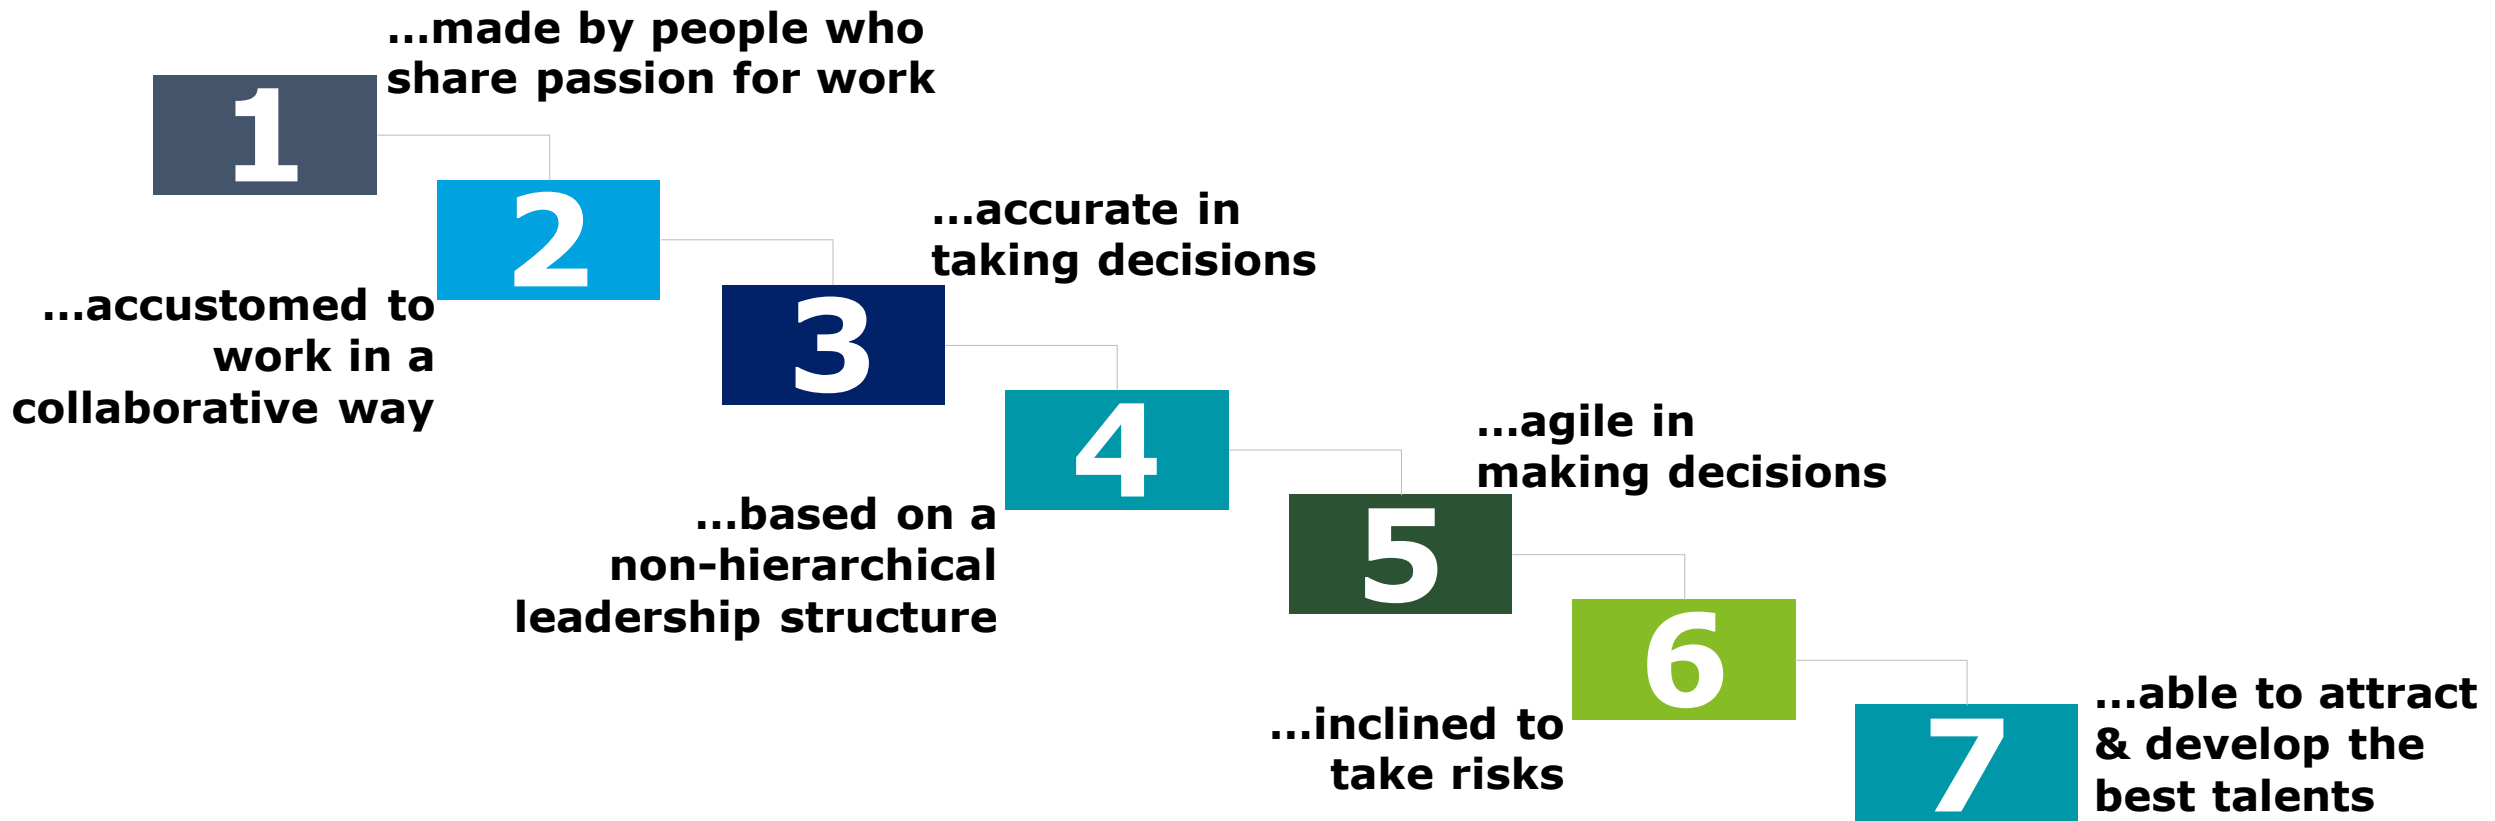 1
...made by people who
share passion for work
2
...accustomed to
work in a
collaborative way
3
...accurate in
taking decisions
4
...based on a
non-hierarchical
leadership structure
5
...agile in
making decisions
6
...inclined to
take risks
7
...able to attract
& develop the
best talents